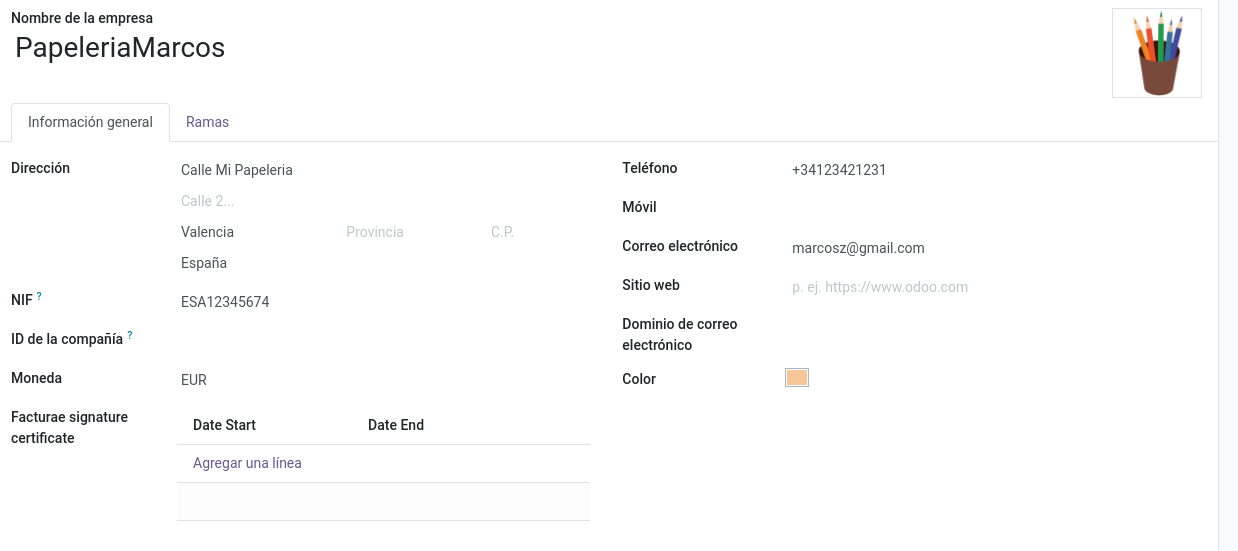 Nombre de la empresa
PapeleriaMarcos
Información general Ramas
Dirección Calle Mi Papeleria
Calle 2...
Valencia Provincia C.P.
España
NIF ? ESA12345674
ID de la compañía ?
Moneda EUR
Facturae signature certificate
Date Start Date End
Agregar una línea
Teléfono +34123421231
Móvil
Correo electrónico marcosz@gmail.com
Sitio web p. ej. https://www.odoo.com
Dominio de correo
electrónico
Color